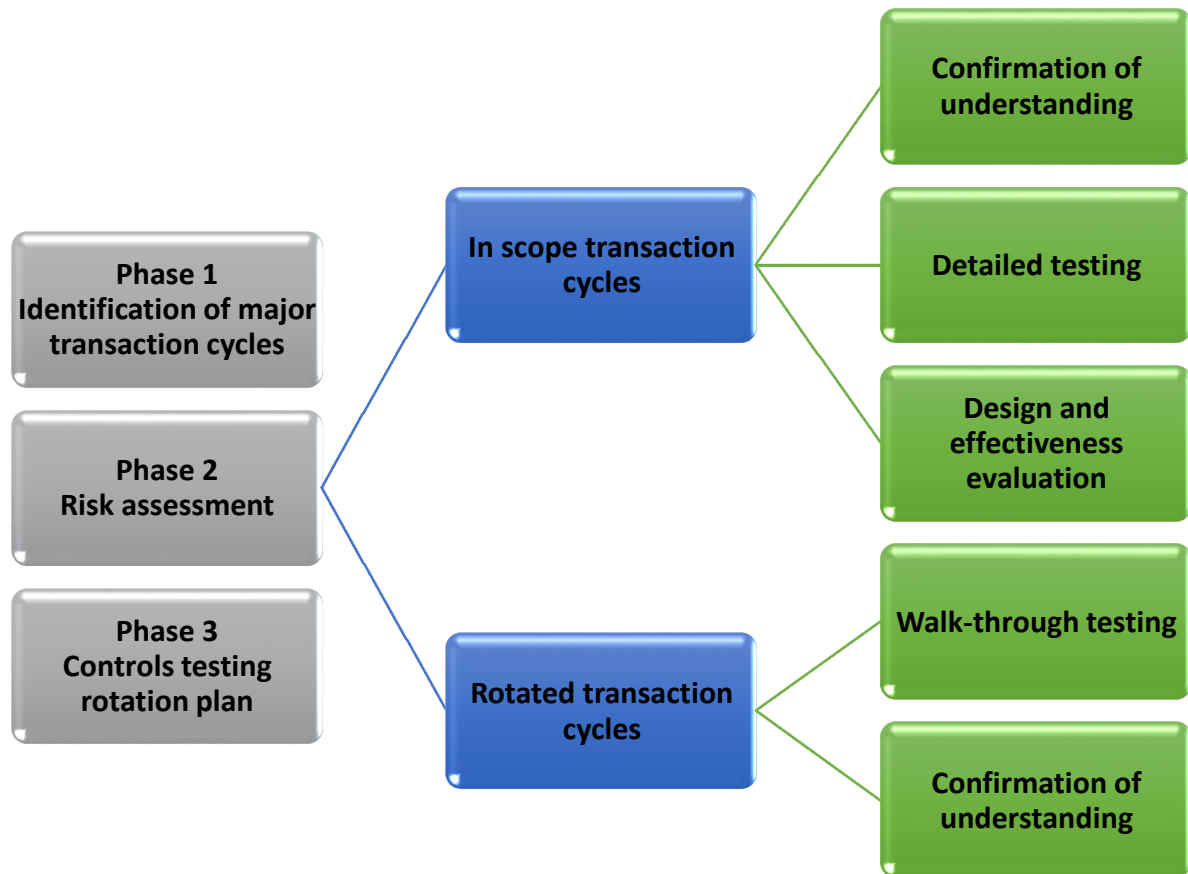 Phase 1
Identification of major
transaction cycles
Phase 2
Risk assessment
Phase 3
Controls testing
rotation plan
In scope transaction
cycles
Rotated transaction
cycles
Confirmation of
understanding
Detailed testing
Design and
effectiveness
evaluation
Walk-through testing
Confirmation of
understanding